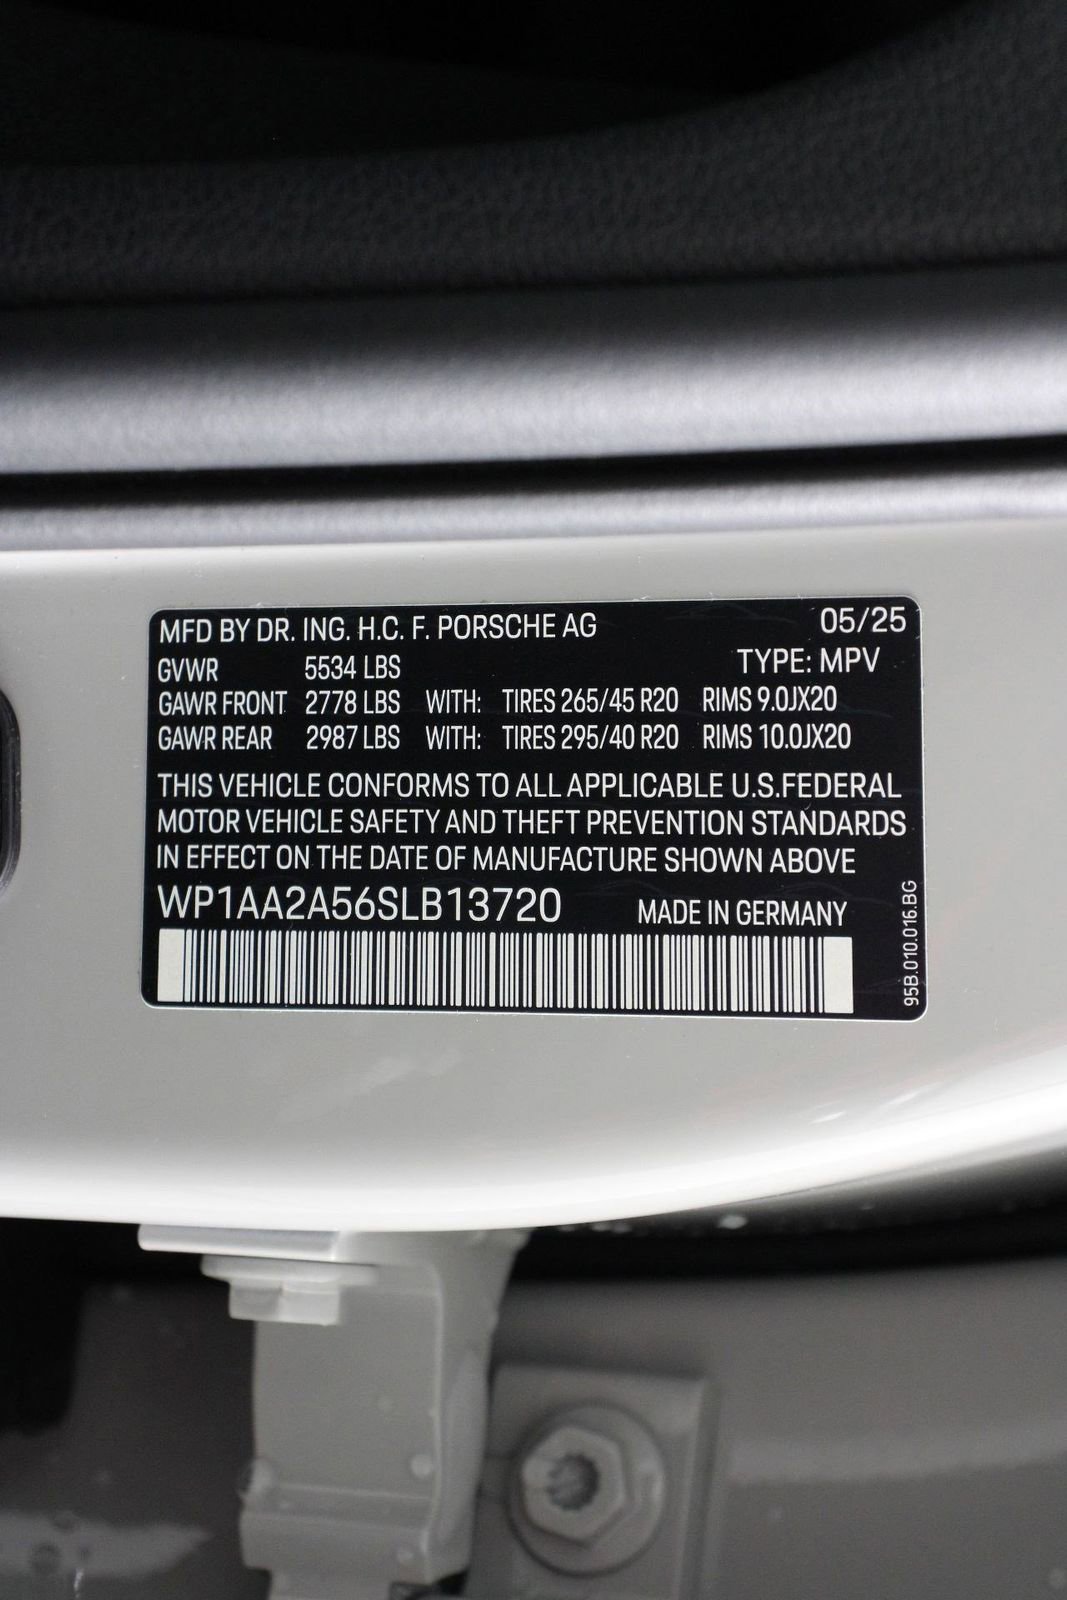 MFD BY DR. ING. H.C. F. PORSCHE AG 05/25
GVWR 5534 LBS TYPE: MPV
GAWR FRONT 2778 LBS WITH: TIRES 265/45 R20 RIMS 9.0JX20
GAWR REAR 2987 LBS WITH: TIRES 295/40 R20 RIMS 10.0JX20
THIS VEHICLE CONFORMS TO ALL APPLICABLE U.S.FEDERAL
MOTOR VEHICLE SAFETY AND THEFT PREVENTION STANDARDS
IN EFFECT ON THE DATE OF MANUFACTURE SHOWN ABOVE
WP1AA2A56SLB13720 MADE IN GERMANY
95B.010.016.BG